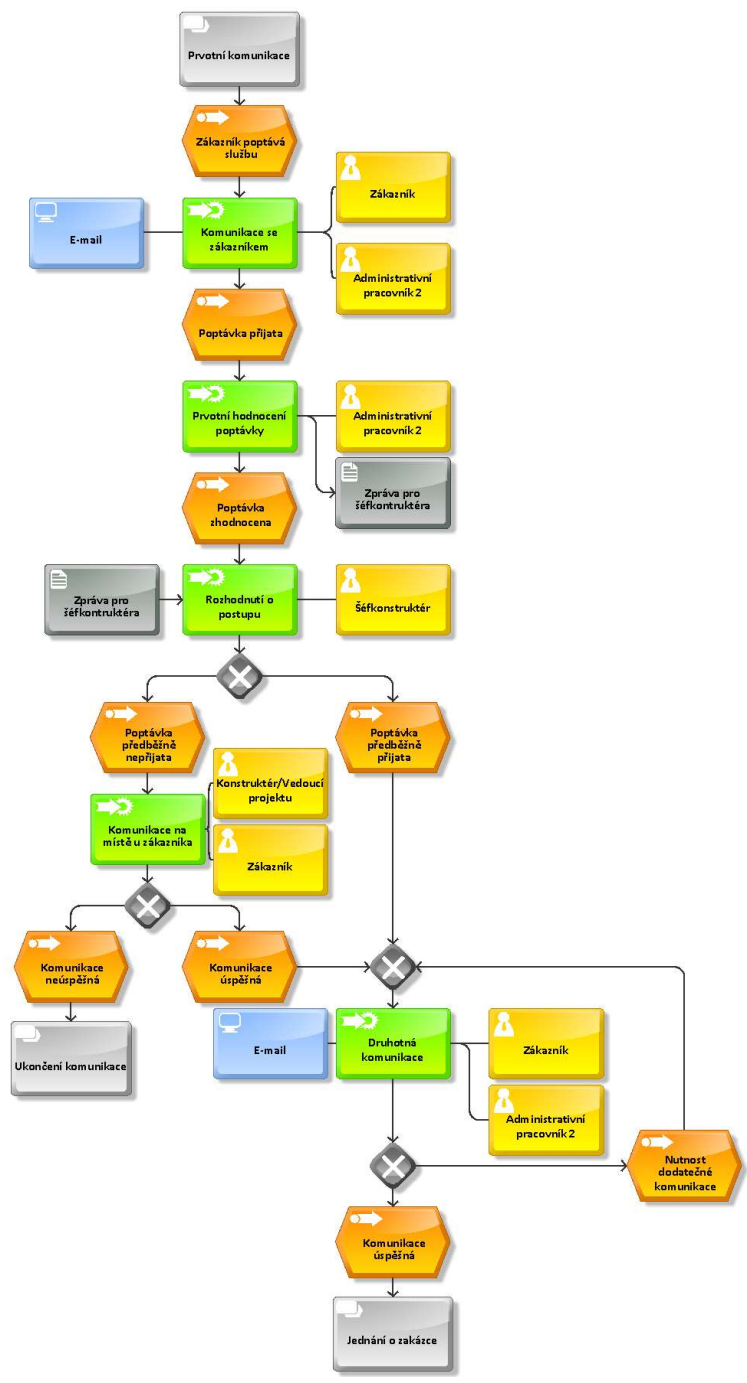 Prvotní komunikace
Zákazník poptává
službu
Zákazník
E-mail
Komunikace se
zákazníkem
Administrativní
pracovník 2
Poptávka přijata
Prvotní hodnocení
poptávky
Administrativní
pracovník 2
Zpráva pro
šéfkontruktéra
Poptávka
zhodnocena
Zpráva pro
šéfkontruktéra
Rozhodnutí o
postupu
Šéfkonstruktér
Poptávka
předběžně
nepřijata
Poptávka
předběžně
přijata
Konstruktér/Vedoucí
projektu
Komunikace na
místě u zákazníka
Zákazník
Komunikace
neúspěšná
Komunikace
úspěšná
Ukončení komunikace
E-mail
Druhotná
komunikace
Zákazník
Administrativní
pracovník 2
Nutnost
dodatečné
komunikace
Komunikace
úspěšná
Jednání o zakázce